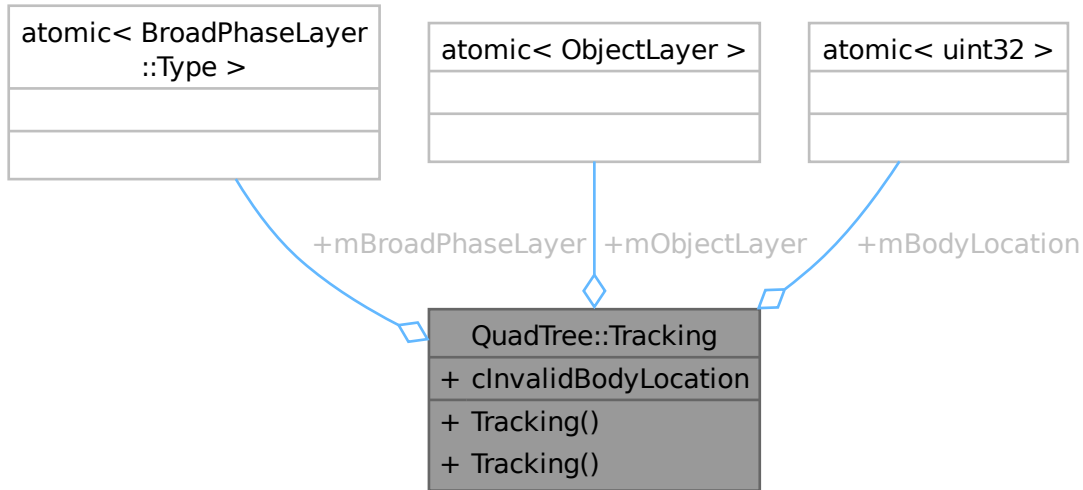 atomic< BroadPhaseLayer
::Type >
atomic< ObjectLayer >
atomic< uint32 >
+mBroadPhaseLayer
+mObjectLayer
+mBodyLocation
QuadTree::Tracking
+ cInvalidBodyLocation
+ Tracking()
+ Tracking()